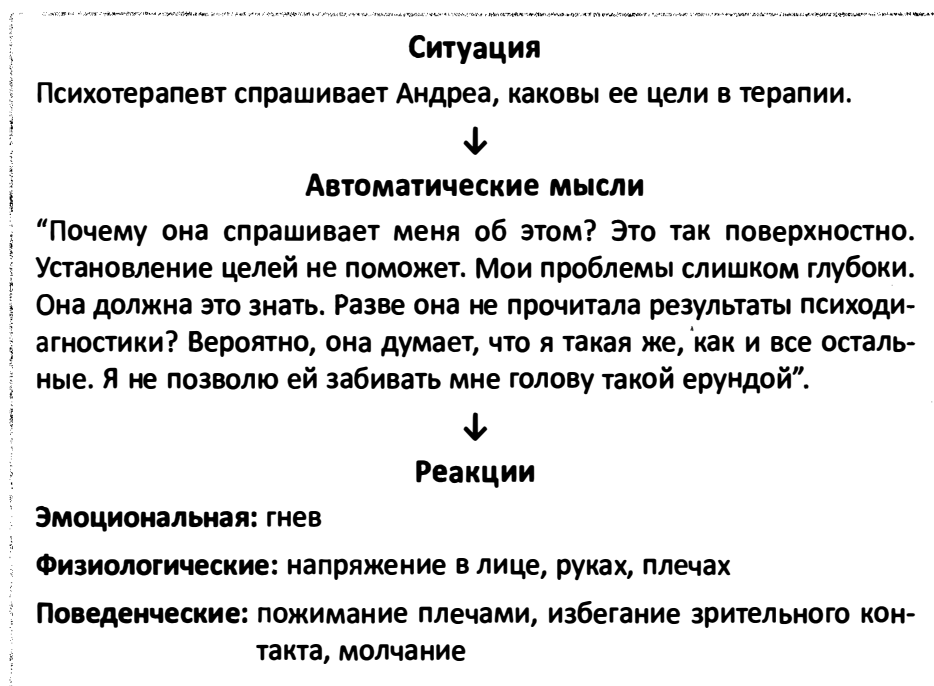 Ситуация
Психотерапевт спрашивает Андреа, каковы ее цели в терапии.
↓
Автоматические мысли
“Почему она спрашивает меня об этом? Это так поверхностно.
Установление целей не поможет. Мои проблемы слишком глубоки.
Она должна это знать. Разве она не прочитала результаты психоди-
агностики? Вероятно, она думает, что я такая же, как и все осталь-
ные. Я не позволю ей забивать мне голову такой ерундой”.
↓
Реакции
Эмоциональная: гнев
Физиологические: напряжение в лице, руках, плечах
Поведенческие: пожимание плечами, избегание зрительного кон-
такта, молчание